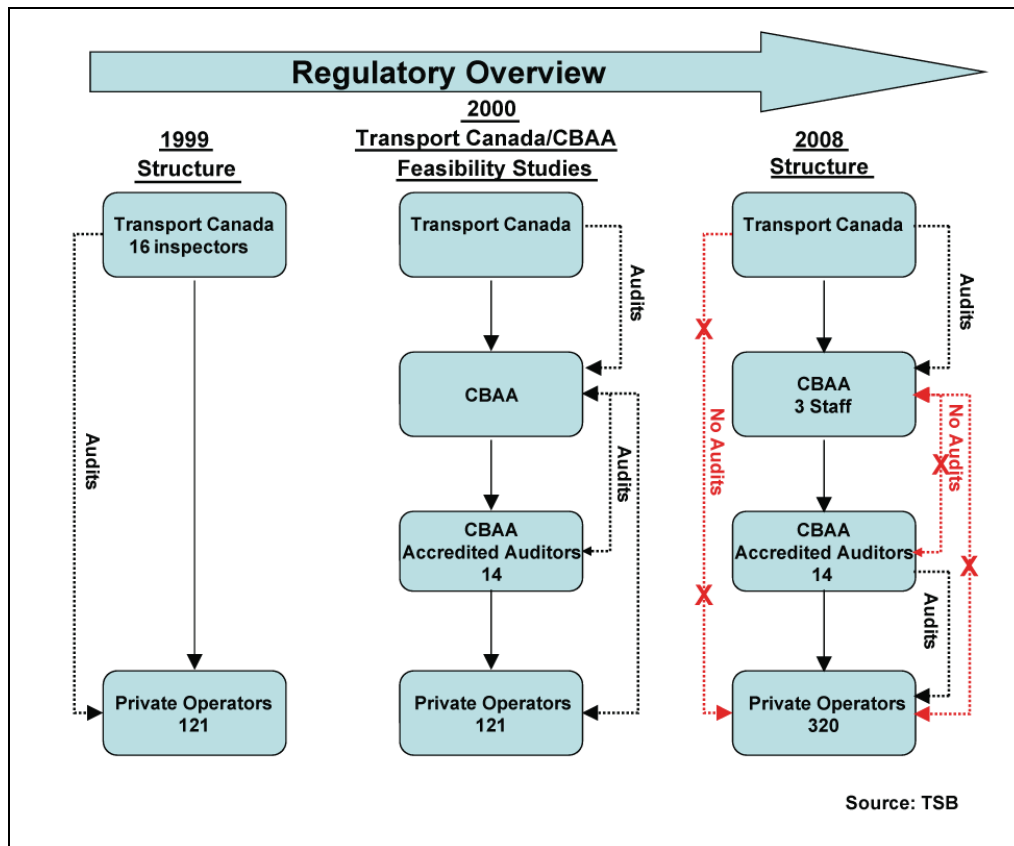 Regulatory Overview
1999
Structure
Transport Canada
16 inspectors
Audits
Private Operators
121
2000
Transport Canada/CBAA
Feasibility Studies
Transport Canada
Audits
CBAA
Audits
CBAA
Accredited Auditors
14
Private Operators
121
2008
Structure
Transport Canada
Audits
X
CBAA
3 Staff
No Audits
No Audits
X
X
CBAA
Accredited Auditors
14
X
Audits
Private Operators
320
Source: TSB